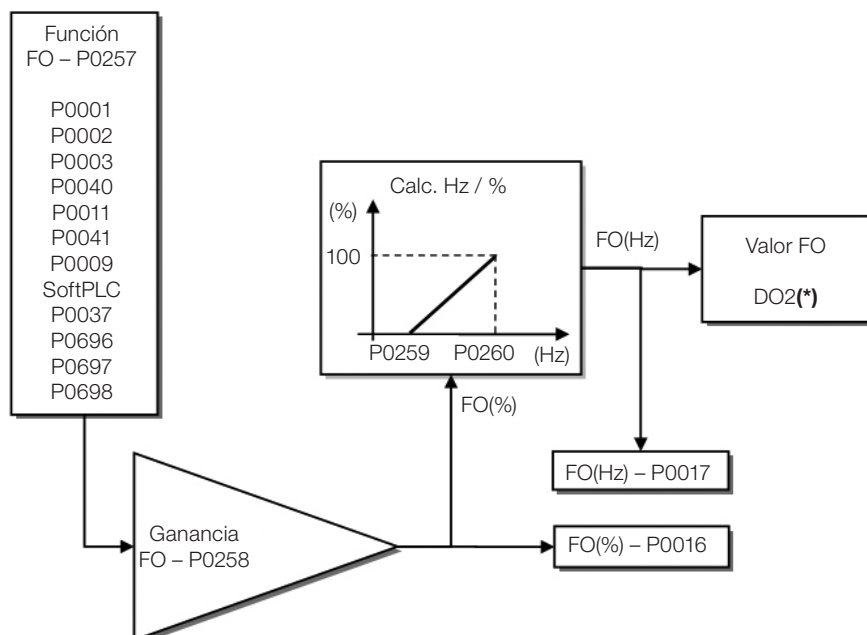 Función
FO – P0257
P0001
P0002
P0003
P0040
P0011
P0041
P0009
SoftPLC
P0037
P0696
P0697
P0698
Calc. Hz / %
(%)
100
P0259
P0260
(Hz)
FO(Hz)
Valor FO
DO2(*)
FO(%)
FO(Hz) – P0017
Ganancia
FO – P0258
FO(%) – P0016